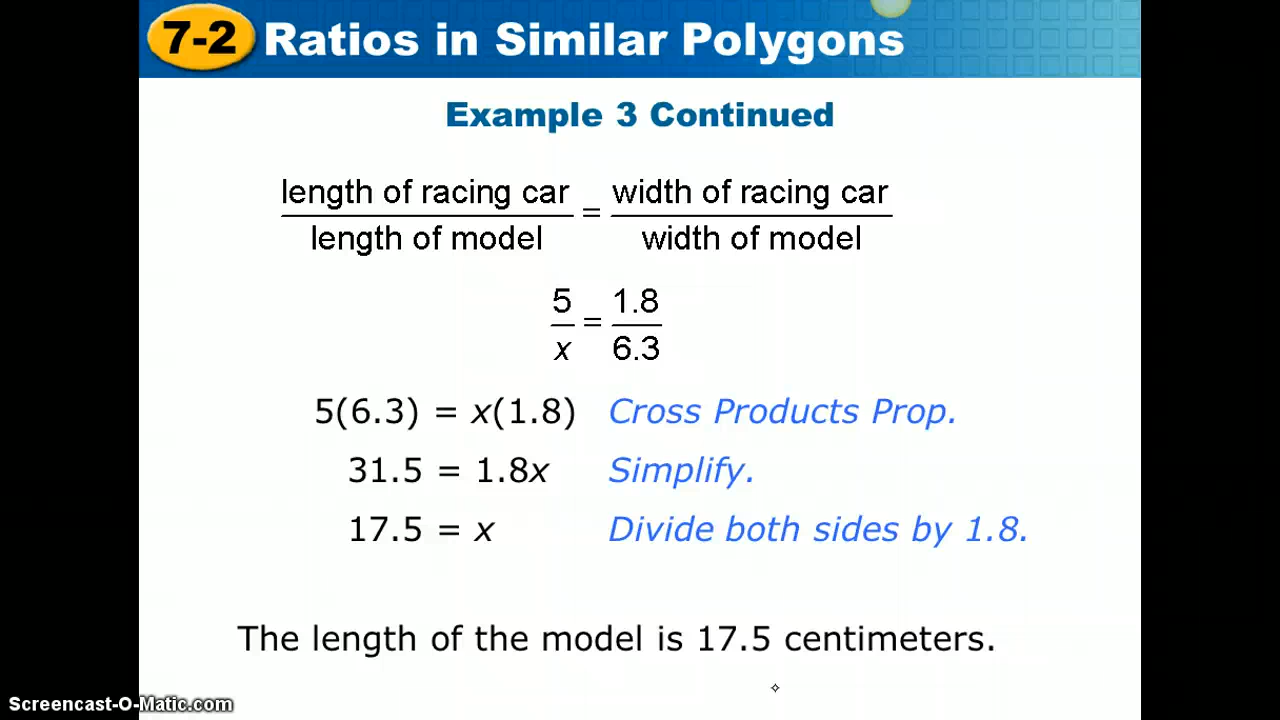 7-2 Ratios in Similar Polygons
Example 3 Continued
length of racing car / length of model = width of racing car / width of model
5/x = 1.8/6.3
5(6.3) = x(1.8) Cross Products Prop.
31.5 = 1.8x Simplify.
17.5 = x Divide both sides by 1.8.
The length of the model is 17.5 centimeters.
Screencast-O-Matic.com